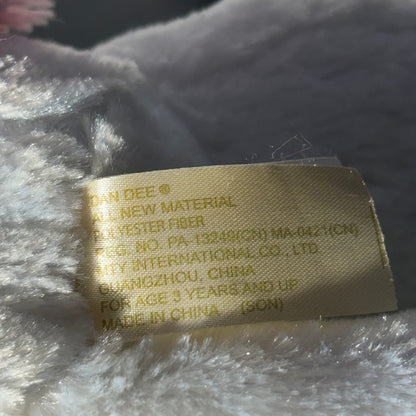 DAN DEE®
ALL NEW MATERIAL
POLYESTER FIBER
REG. NO. PA-13249(CN) MA-0421(CN)
MTY INTERNATIONAL CO., LTD
GUANGZHOU, CHINA
FOR AGE 3 YEARS AND UP
MADE IN CHINA (SON)